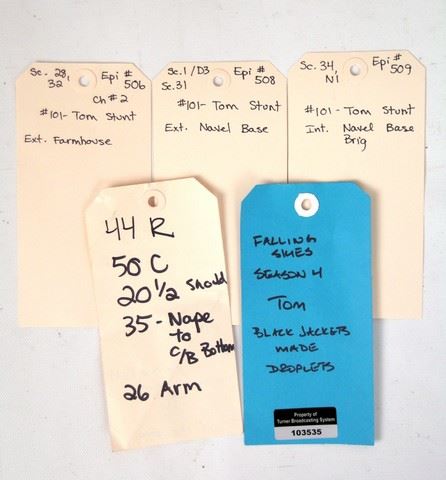 Sc. 28, Epi #
32 506
Ch #2
#101- Tom Stunt
Ext. Farmhouse
Sc. 1/D3 Epi #
Sc. 31 508
#101- Tom Stunt
Ext. Navel Base
Sc. 34, Epi #
N1 509
#101- Tom Stunt
Int. Navel Base
Brig
44 R
50 C
20 1/2 Should
35 - Nape
to
C/B Bottom
26 Arm
FALLING
SKIES
SEASON 4
TOM
BLACK JACKETS
MADE
DROPLETS
Property of
Turner Broadcasting System
103535